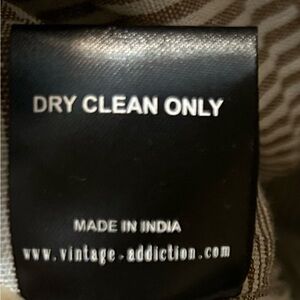 DRY CLEAN ONLY
MADE IN INDIA
www.vintage-addiction.com